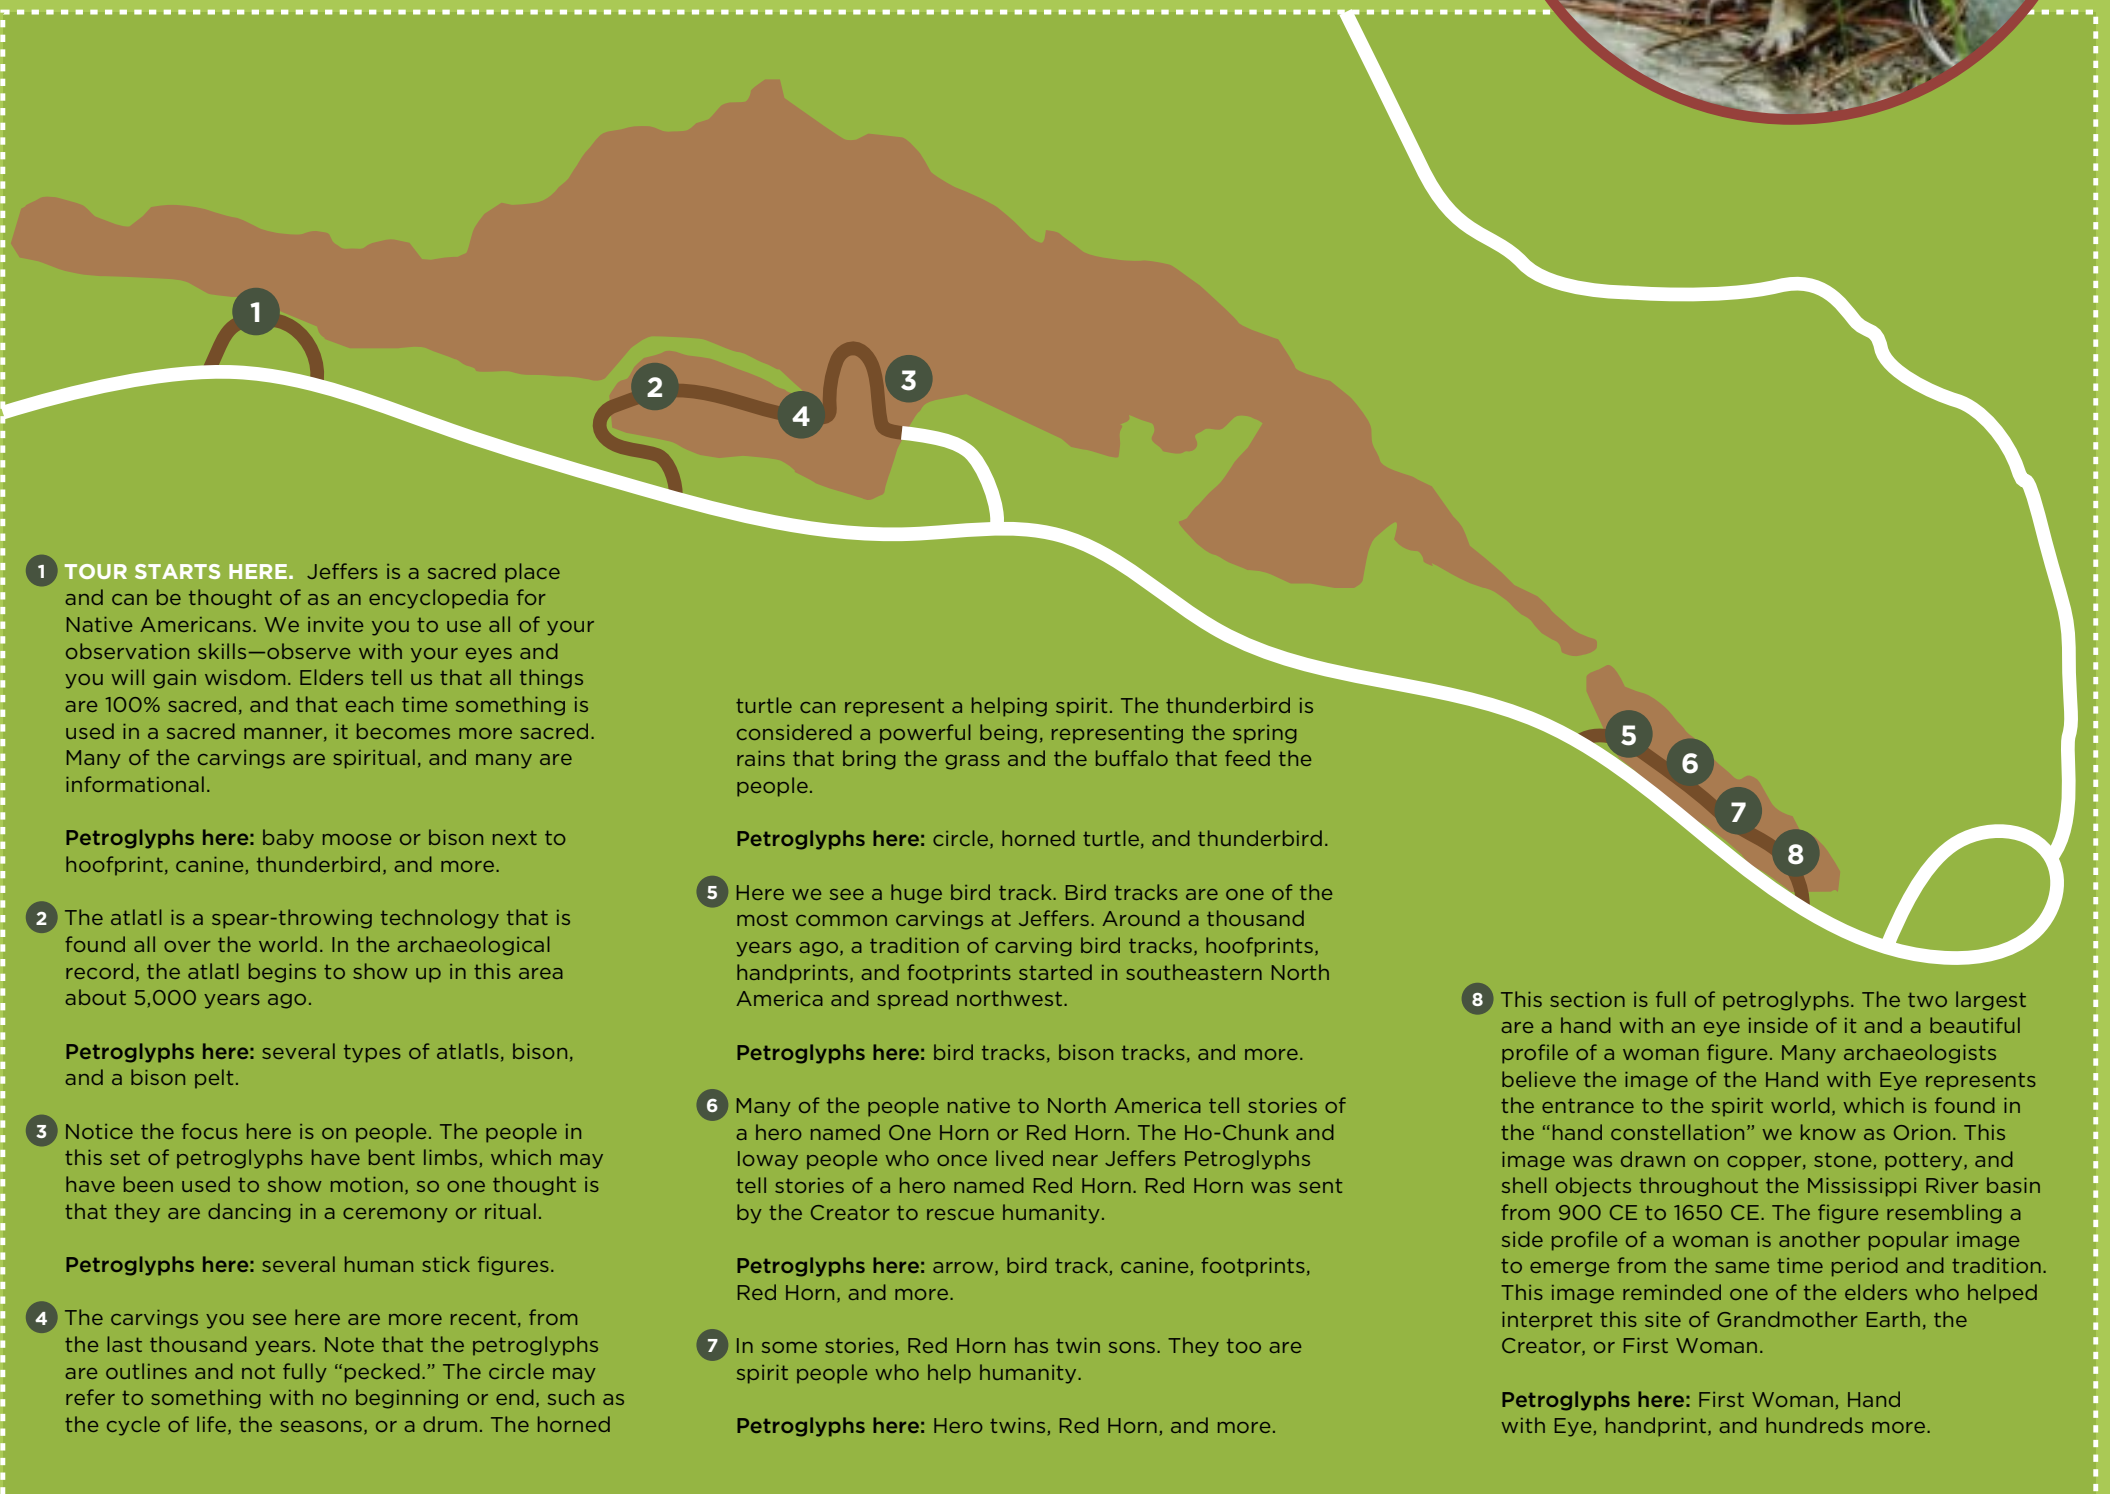 1
2
3
4
5
6
7
8
1 TOUR STARTS HERE. Jeffers is a sacred place
and can be thought of as an encyclopedia for
Native Americans. We invite you to use all of your
observation skills—observe with your eyes and
you will gain wisdom. Elders tell us that all things
are 100% sacred, and that each time something is
used in a sacred manner, it becomes more sacred.
Many of the carvings are spiritual, and many are
informational.
Petroglyphs here: baby moose or bison next to
hoofprint, canine, thunderbird, and more.
2 The atlatl is a spear-throwing technology that is
found all over the world. In the archaeological
record, the atlatl begins to show up in this area
about 5,000 years ago.
Petroglyphs here: several types of atlatls, bison,
and a bison pelt.
3 Notice the focus here is on people. The people in
this set of petroglyphs have bent limbs, which may
have been used to show motion, so one thought is
that they are dancing in a ceremony or ritual.
Petroglyphs here: several human stick figures.
4 The carvings you see here are more recent, from
the last thousand years. Note that the petroglyphs
are outlines and not fully “pecked.” The circle may
refer to something with no beginning or end, such as
the cycle of life, the seasons, or a drum. The horned
turtle can represent a helping spirit. The thunderbird is
considered a powerful being, representing the spring
rains that bring the grass and the buffalo that feed the
people.
Petroglyphs here: circle, horned turtle, and thunderbird.
5 Here we see a huge bird track. Bird tracks are one of the
most common carvings at Jeffers. Around a thousand
years ago, a tradition of carving bird tracks, hoofprints,
handprints, and footprints started in southeastern North
America and spread northwest.
Petroglyphs here: bird tracks, bison tracks, and more.
6 Many of the people native to North America tell stories of
a hero named One Horn or Red Horn. The Ho-Chunk and
Ioway people who once lived near Jeffers Petroglyphs
tell stories of a hero named Red Horn. Red Horn was sent
by the Creator to rescue humanity.
Petroglyphs here: arrow, bird track, canine, footprints,
Red Horn, and more.
7 In some stories, Red Horn has twin sons. They too are
spirit people who help humanity.
Petroglyphs here: Hero twins, Red Horn, and more.
8 This section is full of petroglyphs. The two largest
are a hand with an eye inside of it and a beautiful
profile of a woman figure. Many archaeologists
believe the image of the Hand with Eye represents
the entrance to the spirit world, which is found in
the “hand constellation” we know as Orion. This
image was drawn on copper, stone, pottery, and
shell objects throughout the Mississippi River basin
from 900 CE to 1650 CE. The figure resembling a
side profile of a woman is another popular image
to emerge from the same time period and tradition.
This image reminded one of the elders who helped
interpret this site of Grandmother Earth, the
Creator, or First Woman.
Petroglyphs here: First Woman, Hand
with Eye, handprint, and hundreds more.